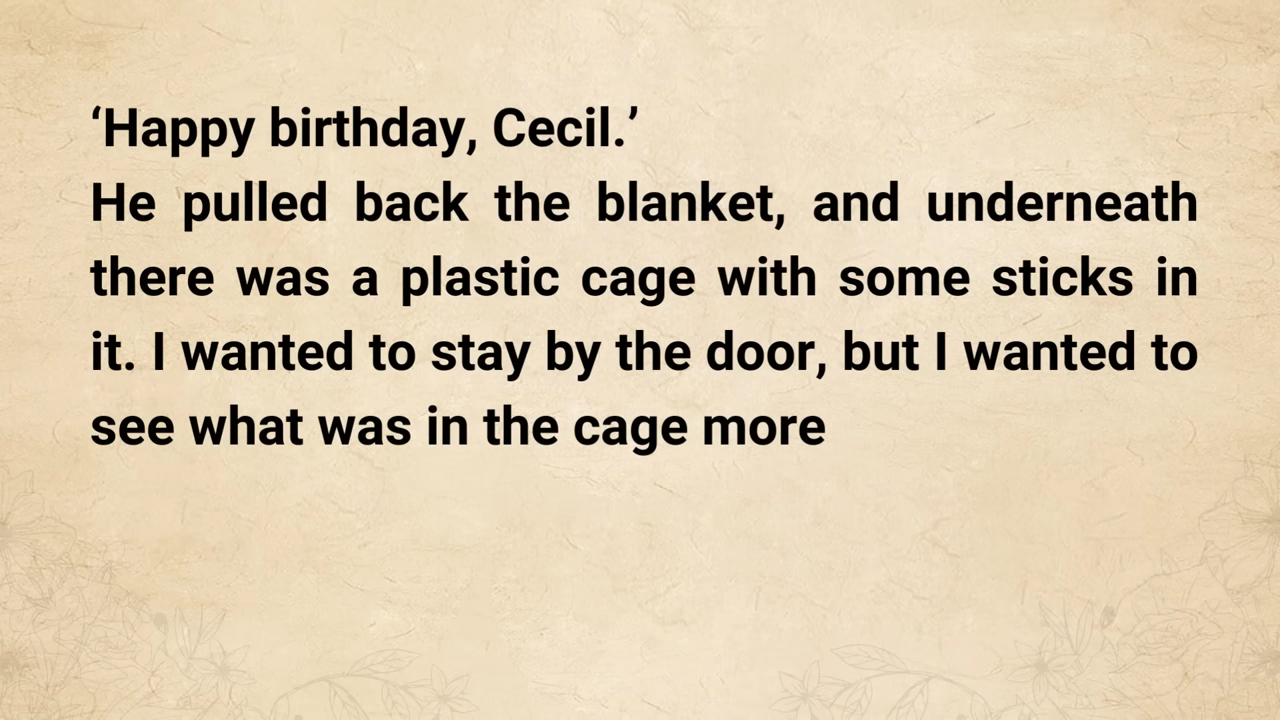 ‘Happy birthday, Cecil.’
He pulled back the blanket, and underneath
there was a plastic cage with some sticks in
it. I wanted to stay by the door, but I wanted to
see what was in the cage more